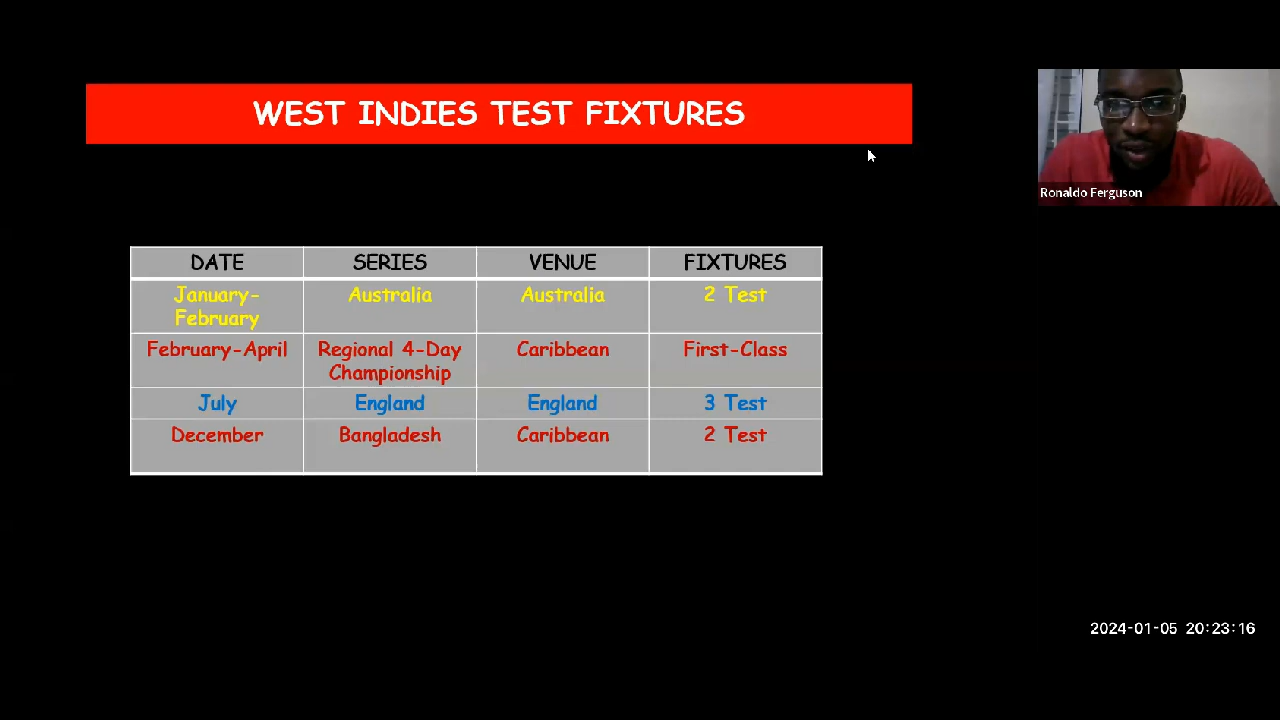 WEST INDIES TEST FIXTURES
Ronaldo Ferguson
DATE SERIES VENUE FIXTURES
January-
February Australia Australia 2 Test
February-April Regional 4-Day
Championship Caribbean First-Class
July England England 3 Test
December Bangladesh Caribbean 2 Test
2024-01-05 20:23:16